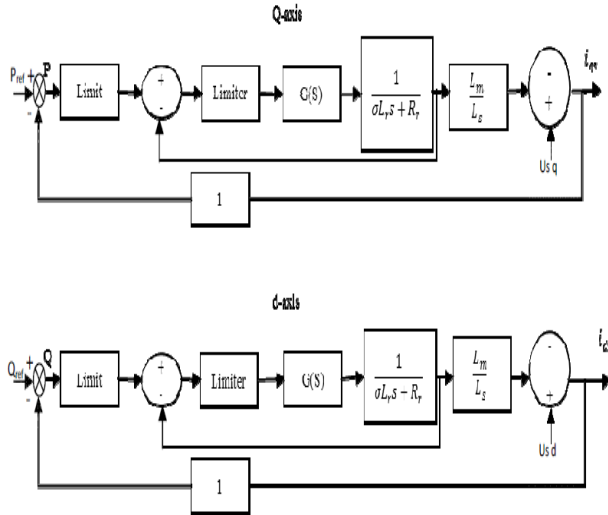 Q-axis
P_ref + P - Limit + - Limiter G(S) 1 / σL_r s + R_r L_m / L_s - + i_qs
Us q
1
d-axis
Q_ref + Q - Limit + - Limiter G(S) 1 / σL_r s - R_r L_m / L_s - +
Us d
1